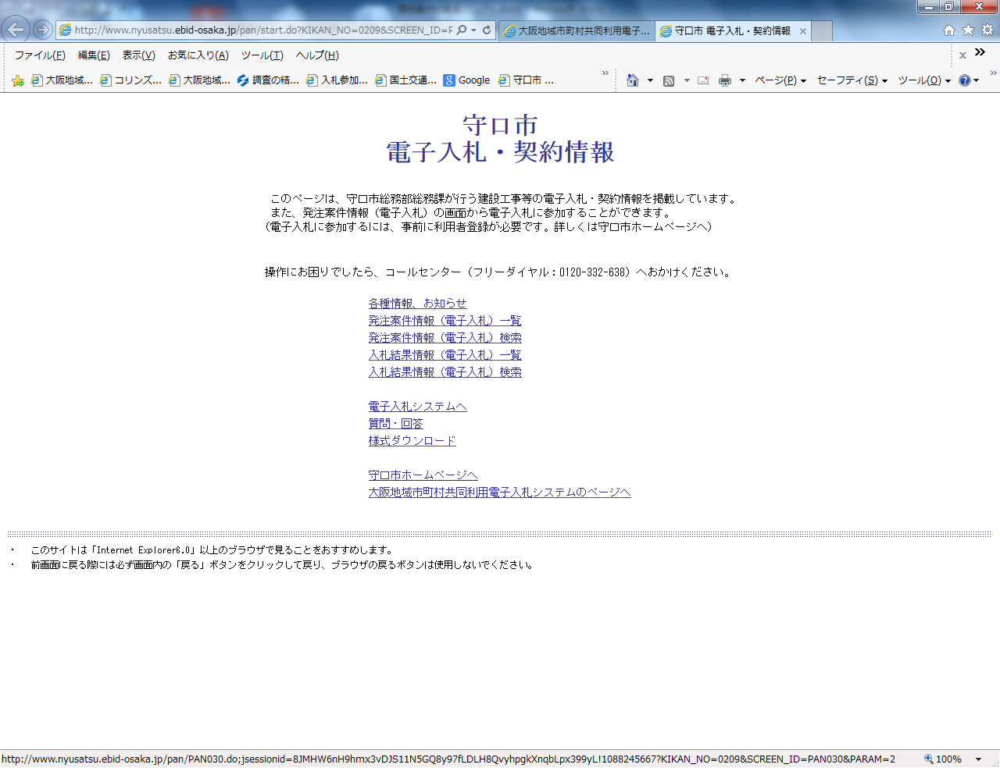 http://www.nyusatsu.ebid-osaka.jp/pan/start.do?KIKAN_NO=0209&SCREEN_ID=P
大阪地域市町村共同利用電子...
守口市 電子入札・契約情報
ファイル(F) 編集(E) 表示(V) お気に入り(A) ツール(T) ヘルプ(H)
大阪地域... コリンズ... 大阪地域... 調査の結... 入札参加... 国土交通... Google 守口市 ... ページ(P) セーフティ(S) ツール(O)
守口市
電子入札・契約情報
このページは、守口市総務部総務課が行う建設工事等の電子入札・契約情報を掲載しています。
また、発注案件情報（電子入札）の画面から電子入札に参加することができます。
（電子入札に参加するには、事前に利用者登録が必要です。詳しくは守口市ホームページへ）
操作にお困りでしたら、コールセンター（フリーダイヤル：0120-332-638）へおかけください。
各種情報、お知らせ
発注案件情報（電子入札）一覧
発注案件情報（電子入札）検索
入札結果情報（電子入札）一覧
入札結果情報（電子入札）検索
電子入札システムへ
質問・回答
様式ダウンロード
守口市ホームページへ
大阪地域市町村共同利用電子入札システムのページへ
・ このサイトは「Internet Explorer6.0」以上のブラウザで見ることをおすすめします。
・ 前画面に戻る際には必ず画面内の「戻る」ボタンをクリックして戻り、ブラウザの戻るボタンは使用しないでください。
http://www.nyusatsu.ebid-osaka.jp/pan/PAN030.do;jsessionid=8JMHW6nH9hmx3vDJS11N5GQ8y97fLDLH8QvyhpgkXnqbLpx399yL!1088245667?KIKAN_NO=0209&SCREEN_ID=PAN030&PARAM=2 100%